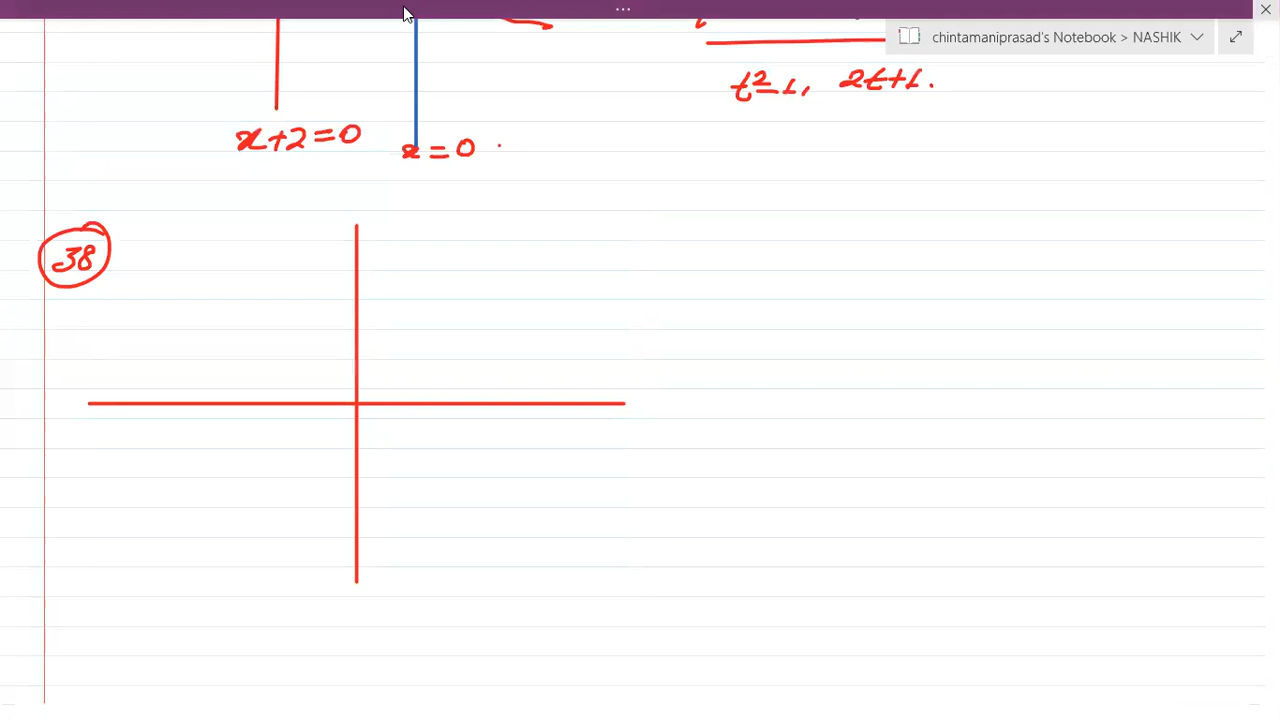 chintamaniprasad's Notebook > NASHIK
t²-1, 2t+1.
x+2=0
x=0
38